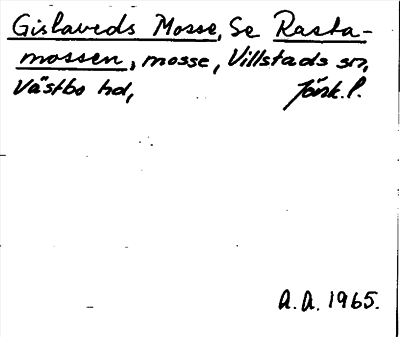 Gislaveds Mosse, Se Rasta-
mossen, mosse, Villstads sn,
Västbo hd, Jönk. l.
A.A. 1965.